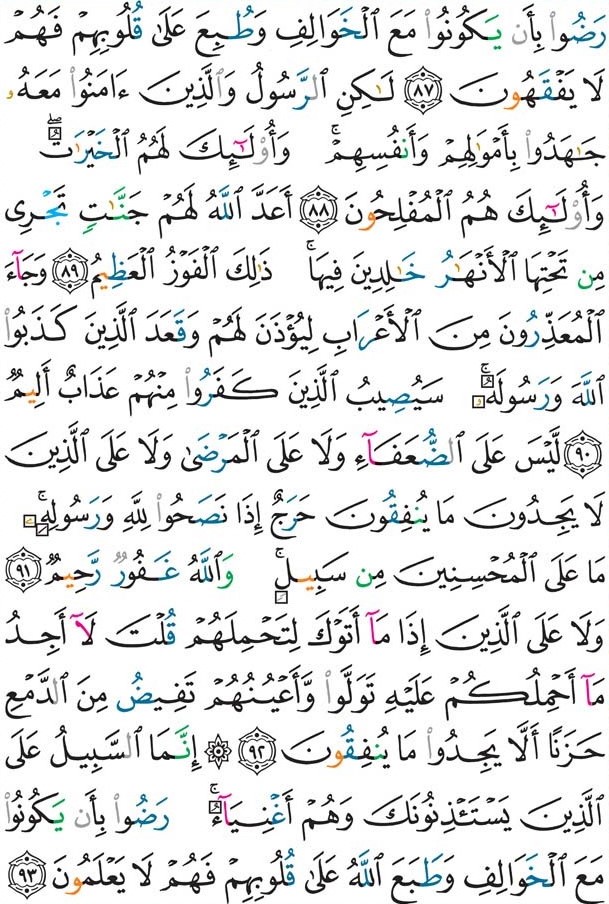 رَضُوا۟ بِأَن يَكُونُوا۟ مَعَ ٱلْخَوَالِفِ وَطُبِعَ عَلَىٰ قُلُوبِهِمْ فَهُمْ
لَا يَفْقَهُونَ ٨٧ لَـٰكِنِ ٱلرَّسُولُ وَٱلَّذِينَ ءَامَنُوا۟ مَعَهُۥ
جَـٰهَدُوا۟ بِأَمْوَٰلِهِمْ وَأَنفُسِهِمْ ۚ وَأُو۟لَـٰٓئِكَ لَهُمُ ٱلْخَيْرَٰتُ ۖ
وَأُو۟لَـٰٓئِكَ هُمُ ٱلْمُفْلِحُونَ ٨٨ أَعَدَّ ٱللَّهُ لَهُمْ جَنَّـٰتٍ تَجْرِى
مِن تَحْتِهَا ٱلْأَنْهَـٰرُ خَـٰلِدِينَ فِيهَا ۚ ذَٰلِكَ ٱلْفَوْزُ ٱلْعَظِيمُ ٨٩ وَجَآءَ
ٱلْمُعَذِّرُونَ مِنَ ٱلْأَعْرَابِ لِيُؤْذَنَ لَهُمْ وَقَعَدَ ٱلَّذِينَ كَذَبُوا۟
ٱللَّهَ وَرَسُولَهُۥ ۚ سَيُصِيبُ ٱلَّذِينَ كَفَرُوا۟ مِنْهُمْ عَذَابٌ أَلِيمٌ
٩٠ لَّيْسَ عَلَى ٱلضُّعَفَآءِ وَلَا عَلَى ٱلْمَرْضَىٰ وَلَا عَلَى ٱلَّذِينَ
لَا يَجِدُونَ مَا يُنفِقُونَ حَرَجٌ إِذَا نَصَحُوا۟ لِلَّهِ وَرَسُولِهِۦ ۚ
مَا عَلَى ٱلْمُحْسِنِينَ مِن سَبِيلٍ ۚ وَٱللَّهُ غَفُورٌ رَّحِيمٌ ٩١
وَلَا عَلَى ٱلَّذِينَ إِذَا مَآ أَتَوْكَ لِتَحْمِلَهُمْ قُلْتَ لَآ أَجِدُ
مَآ أَحْمِلُكُمْ عَلَيْهِ تَوَلَّوا۟ وَّأَعْيُنُهُمْ تَفِيضُ مِنَ ٱلدَّمْعِ
حَزَنًا أَلَّا يَجِدُوا۟ مَا يُنفِقُونَ ٩٢ ۞ إِنَّمَا ٱلسَّبِيلُ عَلَى
ٱلَّذِينَ يَسْتَـْٔذِنُونَكَ وَهُمْ أَغْنِيَآءُ ۚ رَضُوا۟ بِأَن يَكُونُوا۟
مَعَ ٱلْخَوَالِفِ وَطَبَعَ ٱللَّهُ عَلَىٰ قُلُوبِهِمْ فَهُمْ لَا يَعْلَمُونَ ٩٣